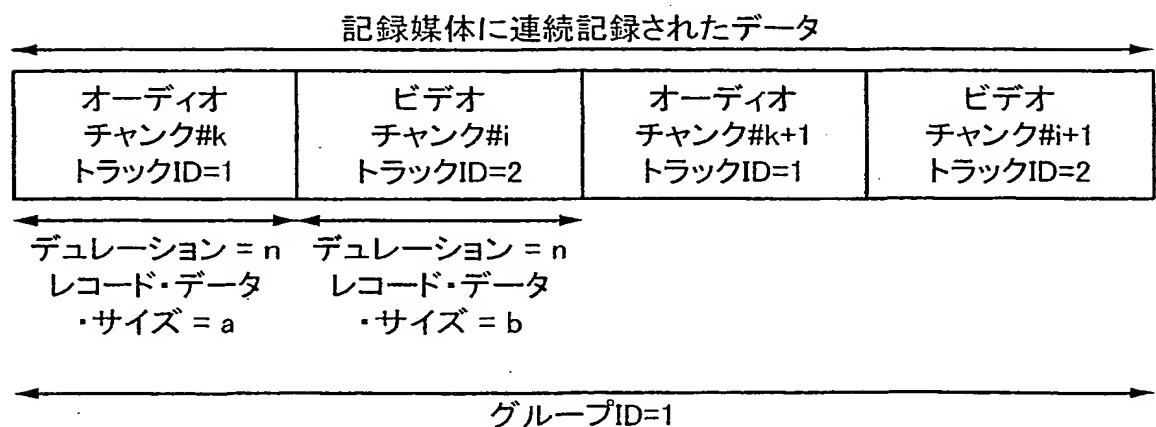 記録媒体に連続記録されたデータ
オーディオ
チャンク#k
トラックID=1
ビデオ
チャンク#i
トラックID=2
オーディオ
チャンク#k+1
トラックID=1
ビデオ
チャンク#i+1
トラックID=2
デュレーション = n
レコード・データ
・サイズ = a
デュレーション = n
レコード・データ
・サイズ = b
グループID=1